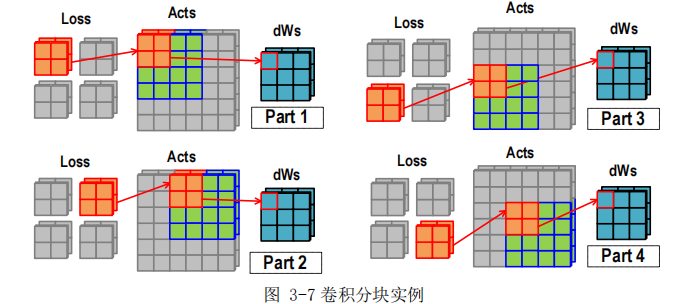 Loss
Acts
dWs
Part 1
Loss
Acts
dWs
Part 3
Loss
Acts
dWs
Part 2
Loss
Acts
dWs
Part 4
图 3-7 卷积分块实例